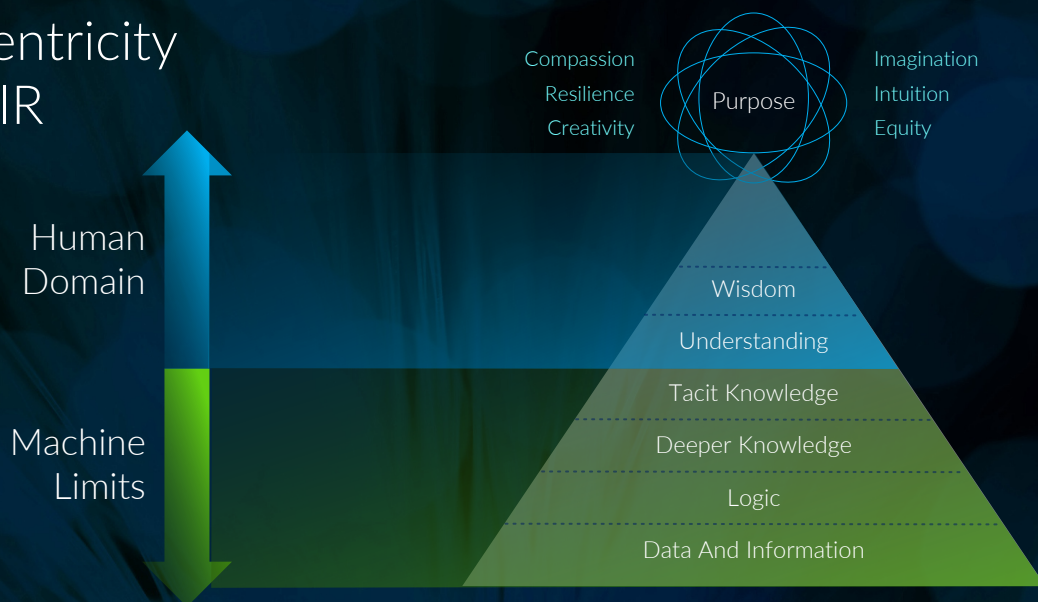 entricity
IR
Compassion
Resilience
Creativity
Purpose
Imagination
Intuition
Equity
Human
Domain
Wisdom
Understanding
Tacit Knowledge
Deeper Knowledge
Machine
Limits
Logic
Data And Information